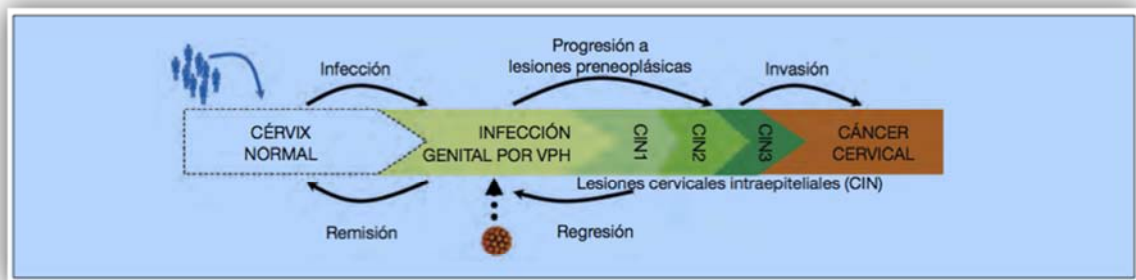 Progresión a
lesiones preneoplásicas
Infección
Invasión
CÉRVIX
NORMAL
INFECCIÓN
GENITAL POR VPH
CIN1
CIN2
CIN3
CÁNCER
CERVICAL
Lesiones cervicales intraepiteliales (CIN)
Remisión
Regresión